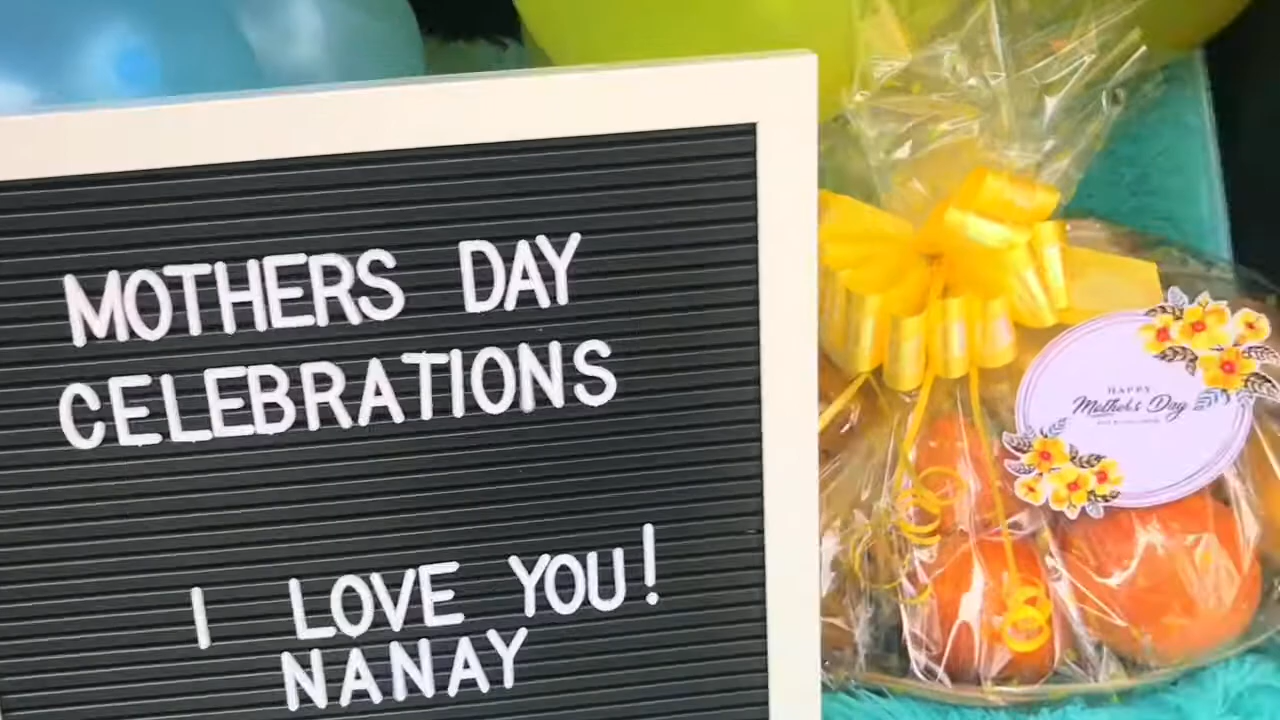 MOTHERS DAY
CELEBRATIONS
I LOVE YOU!
NANAY
HAPPY
Mother's Day